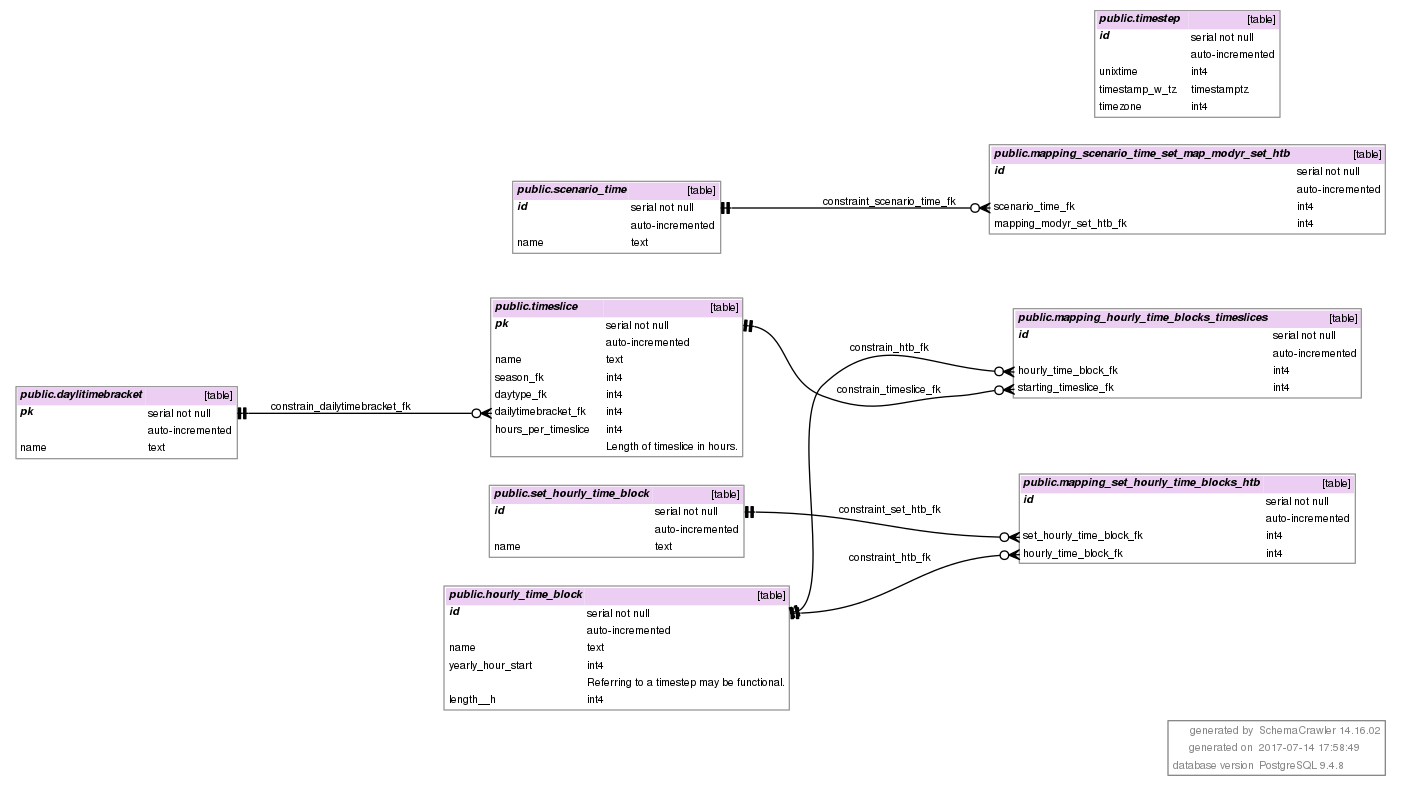 public.timestep [table]
id serial not null
auto-incremented
unixtime int4
timestamp_w_tz timestamptz
timezone int4
public.mapping_scenario_time_set_map_modyr_set_htb [table]
id serial not null
auto-incremented
scenario_time_fk int4
mapping_modyr_set_htb_fk int4
public.scenario_time [table]
id serial not null
auto-incremented
name text
constraint_scenario_time_fk
public.timeslice [table]
pk serial not null
auto-incremented
name text
season_fk int4
daytype_fk int4
dailytimebracket_fk int4
hours_per_timeslice int4
Length of timeslice in hours.
public.mapping_hourly_time_blocks_timeslices [table]
id serial not null
auto-incremented
hourly_time_block_fk int4
starting_timeslice_fk int4
constrain_htb_fk
constrain_timeslice_fk
public.daylitimebracket [table]
pk serial not null
auto-incremented
name text
constrain_dailytimebracket_fk
public.set_hourly_time_block [table]
id serial not null
auto-incremented
name text
public.mapping_set_hourly_time_blocks_htb [table]
id serial not null
auto-incremented
set_hourly_time_block_fk int4
hourly_time_block_fk int4
constraint_set_htb_fk
constraint_htb_fk
public.hourly_time_block [table]
id serial not null
auto-incremented
name text
yearly_hour_start int4
Referring to a timestep may be functional.
length__h int4
generated by SchemaCrawler 14.16.02
generated on 2017-07-14 17:58:49
database version PostgreSQL 9.4.8